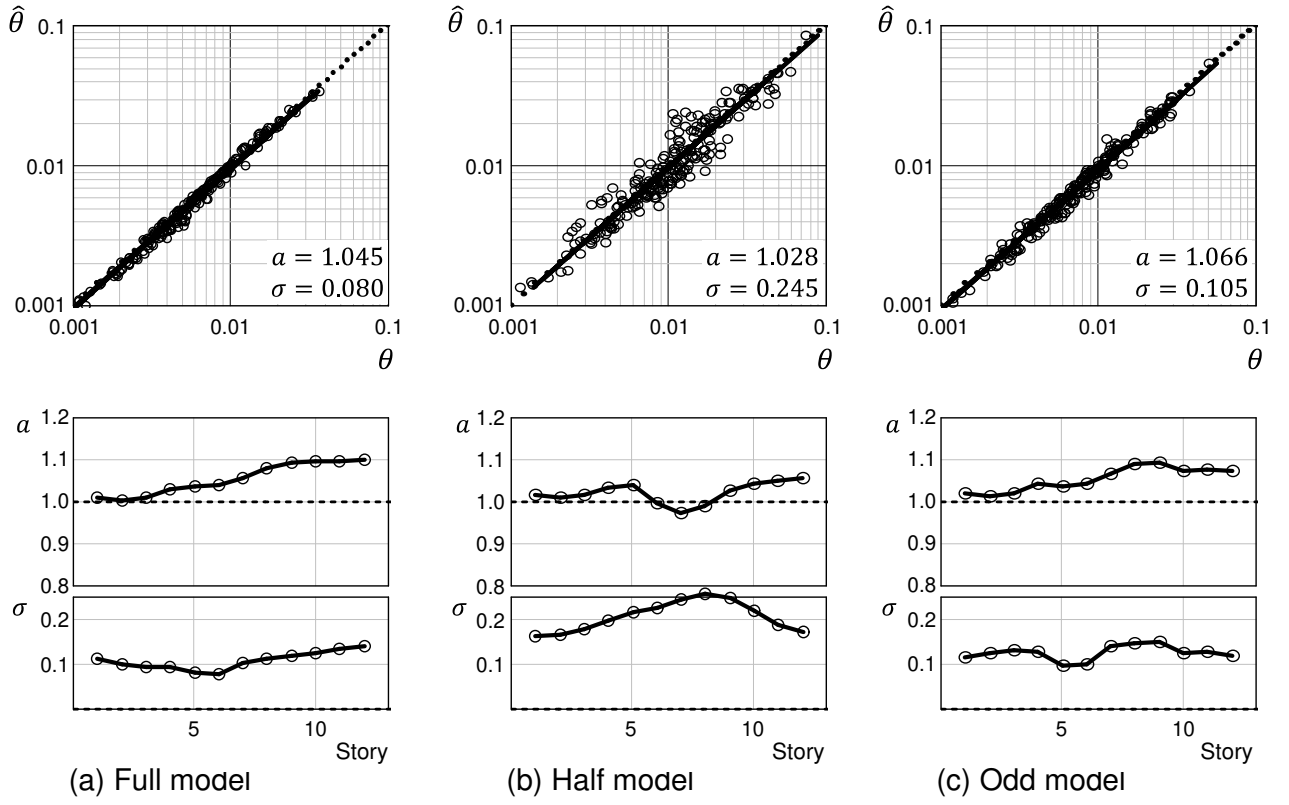 θ̂
0.1
0.01
0.001
0.001
0.01
0.1
θ
a = 1.045
σ = 0.080
θ̂
0.1
0.01
0.001
0.001
0.01
0.1
θ
a = 1.028
σ = 0.245
θ̂
0.1
0.01
0.001
0.001
0.01
0.1
θ
a = 1.066
σ = 0.105
a
1.2
1.1
1.0
0.9
0.8
σ
0.2
0.1
5
10
Story
(a) Full model
a
1.2
1.1
1.0
0.9
0.8
σ
0.2
0.1
5
10
Story
(b) Half model
a
1.2
1.1
1.0
0.9
0.8
σ
0.2
0.1
5
10
Story
(c) Odd model